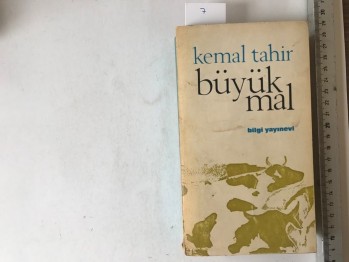 7
kemal tahir
büyük
mal
bilgi yayınevi